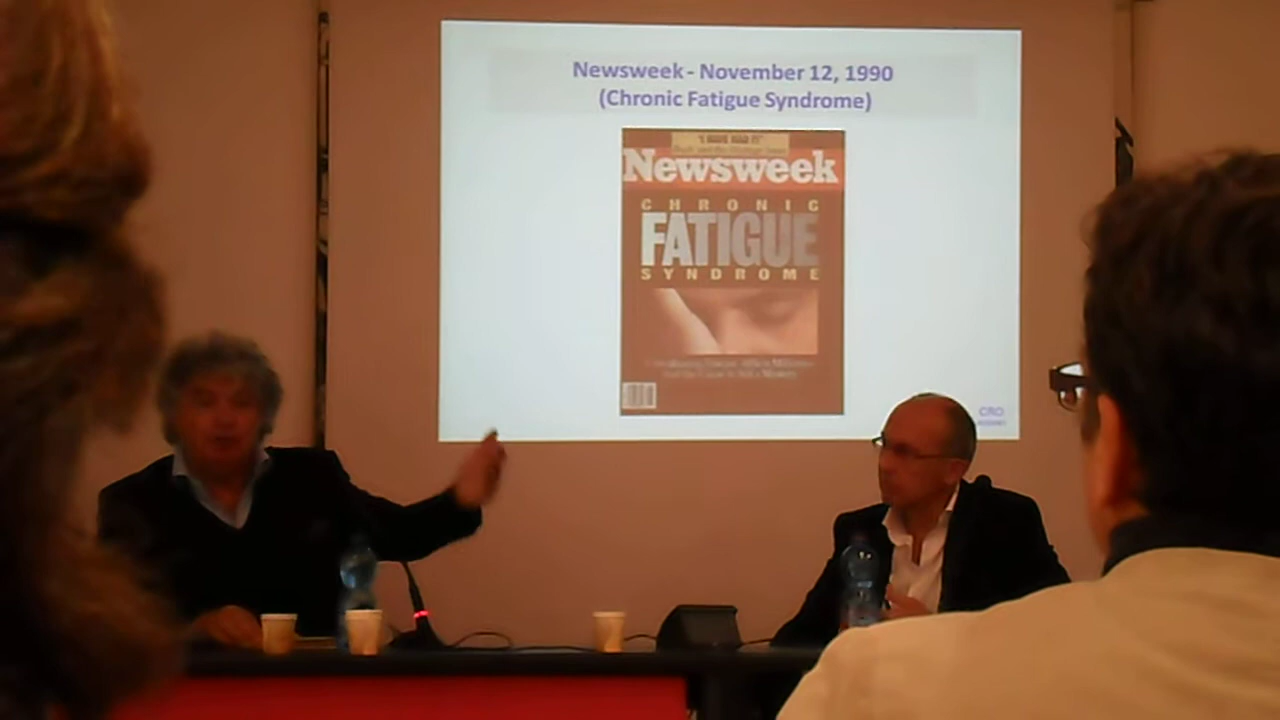 Newsweek - November 12, 1990
(Chronic Fatigue Syndrome)
"I HAVE HAD IT"
Newsweek
CHRONIC
FATIGUE
SYNDROME
CRO